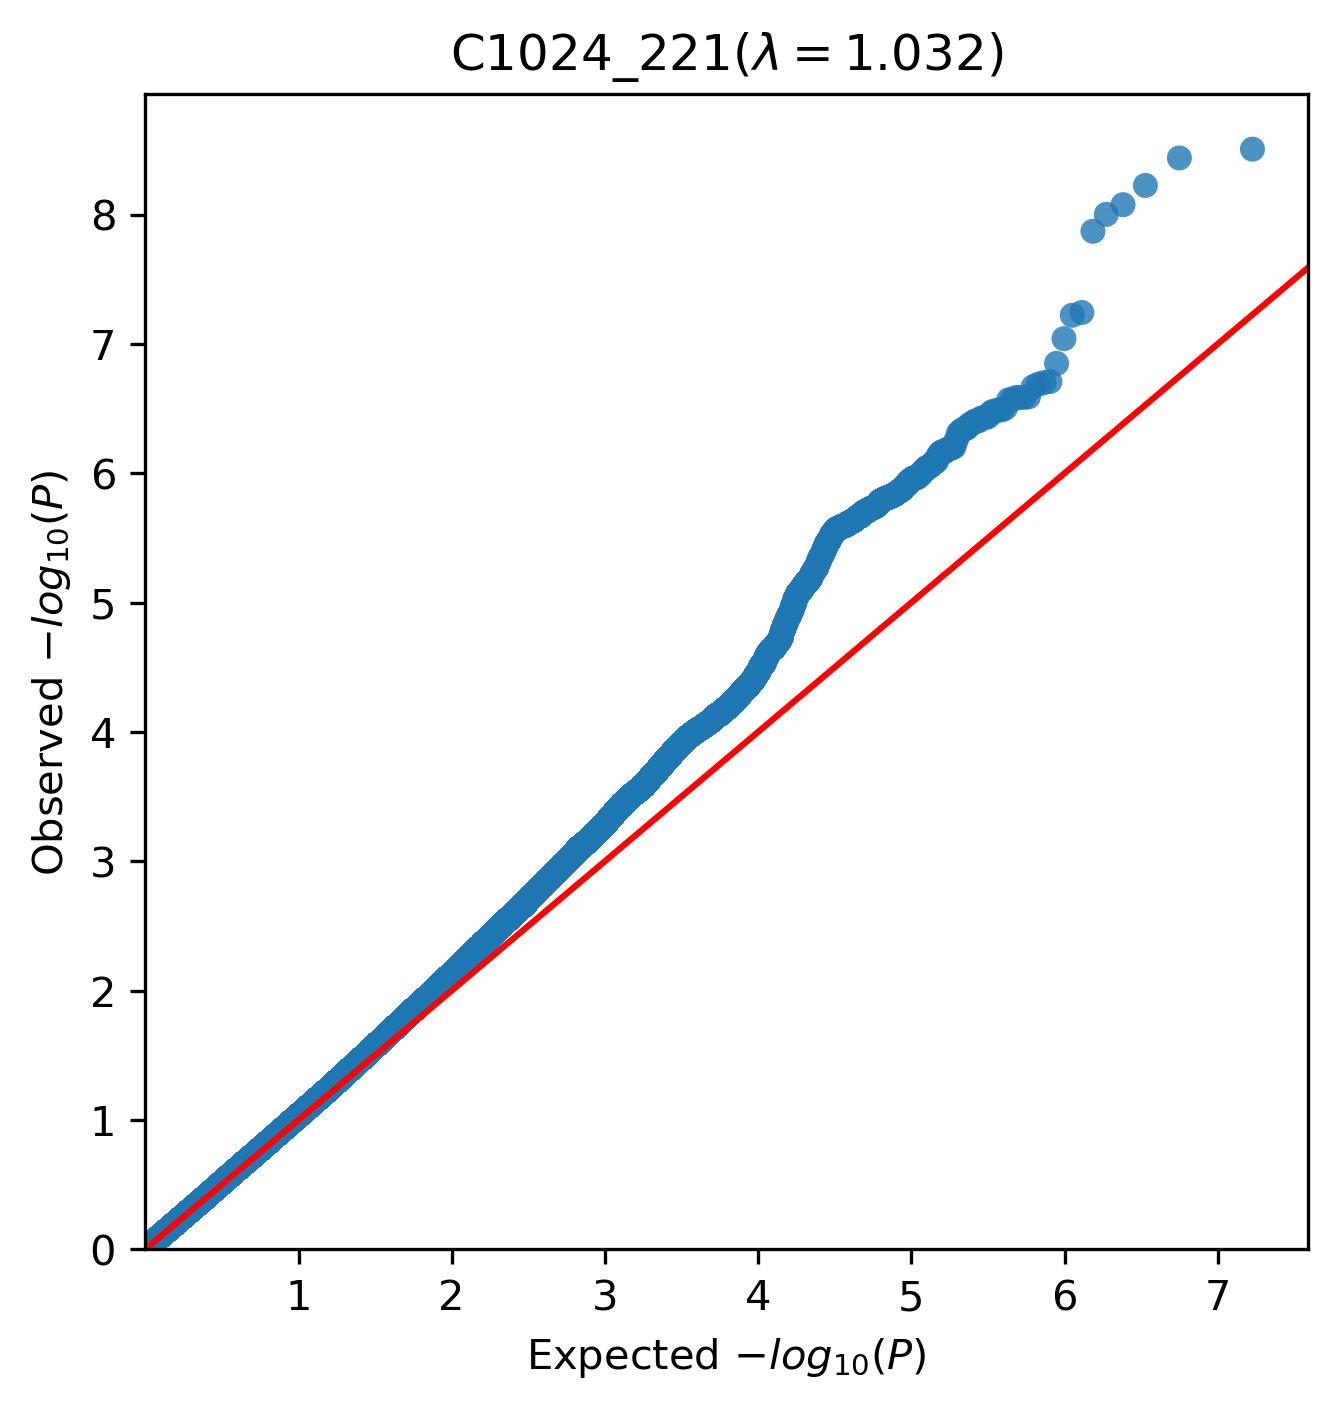 C1024_221(λ = 1.032)
8
7
6
5
4
3
2
1
0
Observed −log₁₀(P)
1 2 3 4 5 6 7
Expected −log₁₀(P)